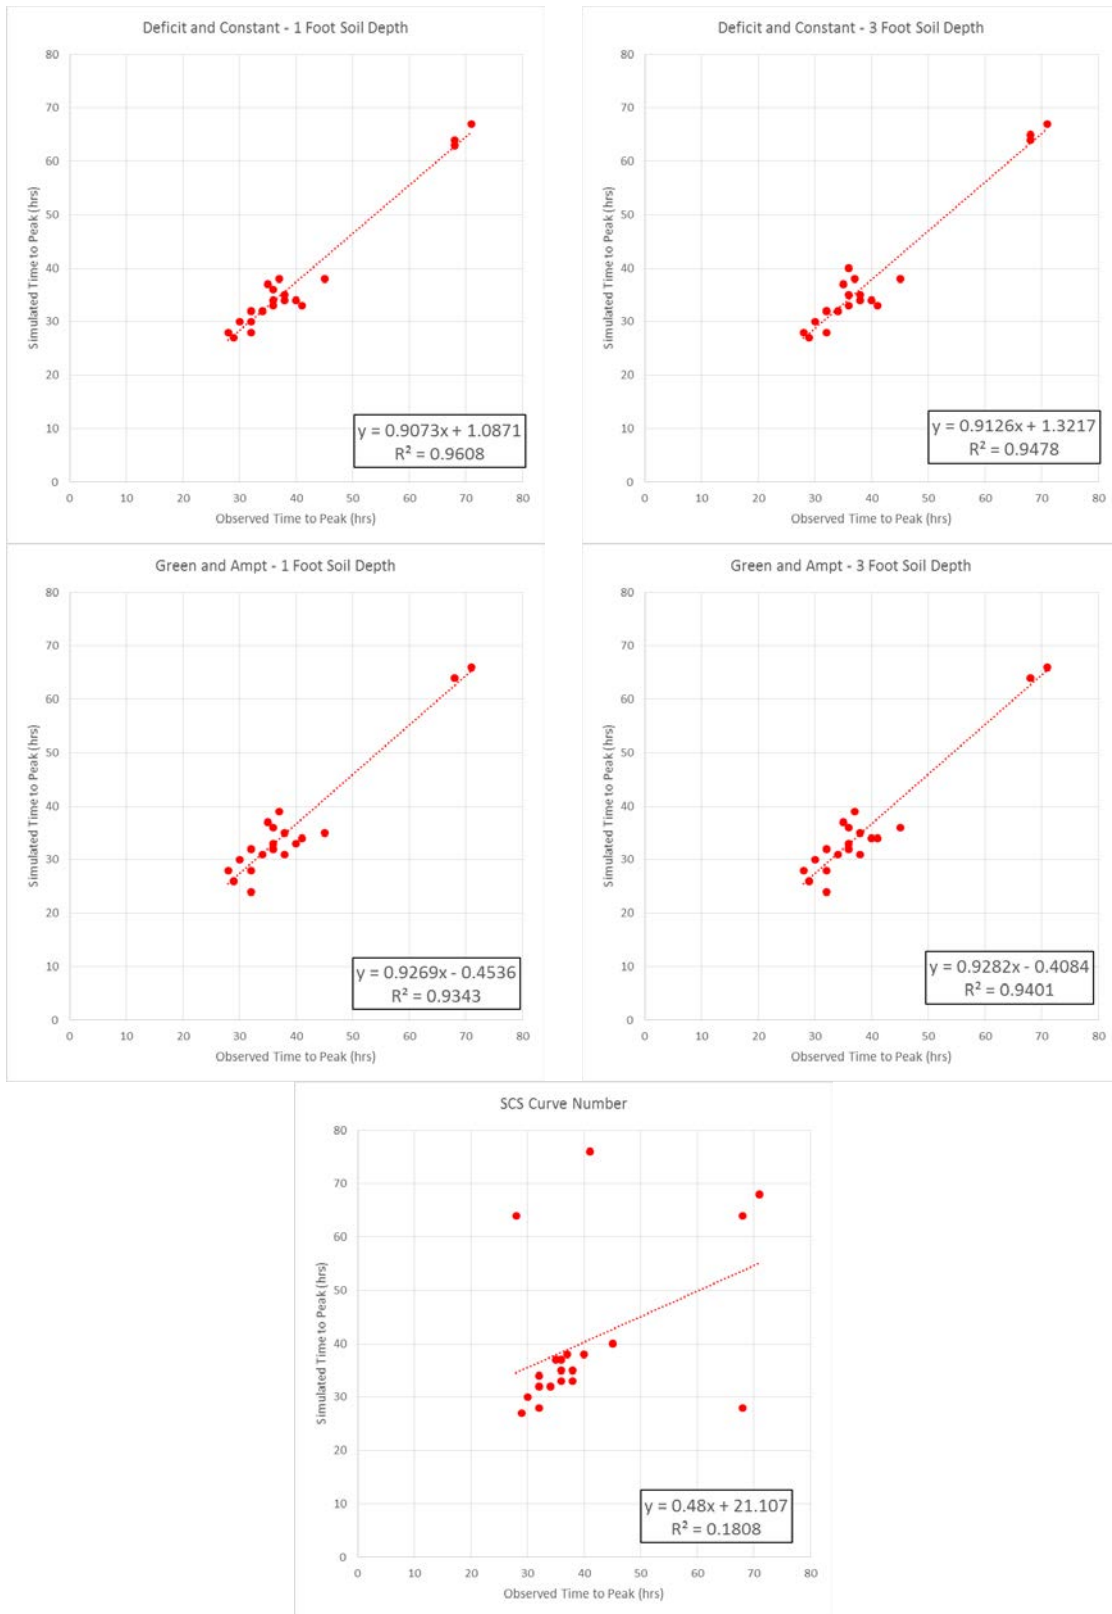 Deficit and Constant - 1 Foot Soil Depth
80
70
60
50
40
30
20
10
0
Simulated Time to Peak (hrs)
y = 0.9073x + 1.0871
R² = 0.9608
0 10 20 30 40 50 60 70 80
Observed Time to Peak (hrs)
Deficit and Constant - 3 Foot Soil Depth
80
70
60
50
40
30
20
10
0
Simulated Time to Peak (hrs)
y = 0.9126x + 1.3217
R² = 0.9478
0 10 20 30 40 50 60 70 80
Observed Time to Peak (hrs)
Green and Ampt - 1 Foot Soil Depth
80
70
60
50
40
30
20
10
0
Simulated Time to Peak (hrs)
y = 0.9269x - 0.4536
R² = 0.9343
0 10 20 30 40 50 60 70 80
Observed Time to Peak (hrs)
Green and Ampt - 3 Foot Soil Depth
80
70
60
50
40
30
20
10
0
Simulated Time to Peak (hrs)
y = 0.9282x - 0.4084
R² = 0.9401
0 10 20 30 40 50 60 70 80
Observed Time to Peak (hrs)
SCS Curve Number
80
70
60
50
40
30
20
10
0
Simulated Time to Peak (hrs)
y = 0.48x + 21.107
R² = 0.1808
0 10 20 30 40 50 60 70 80
Observed Time to Peak (hrs)